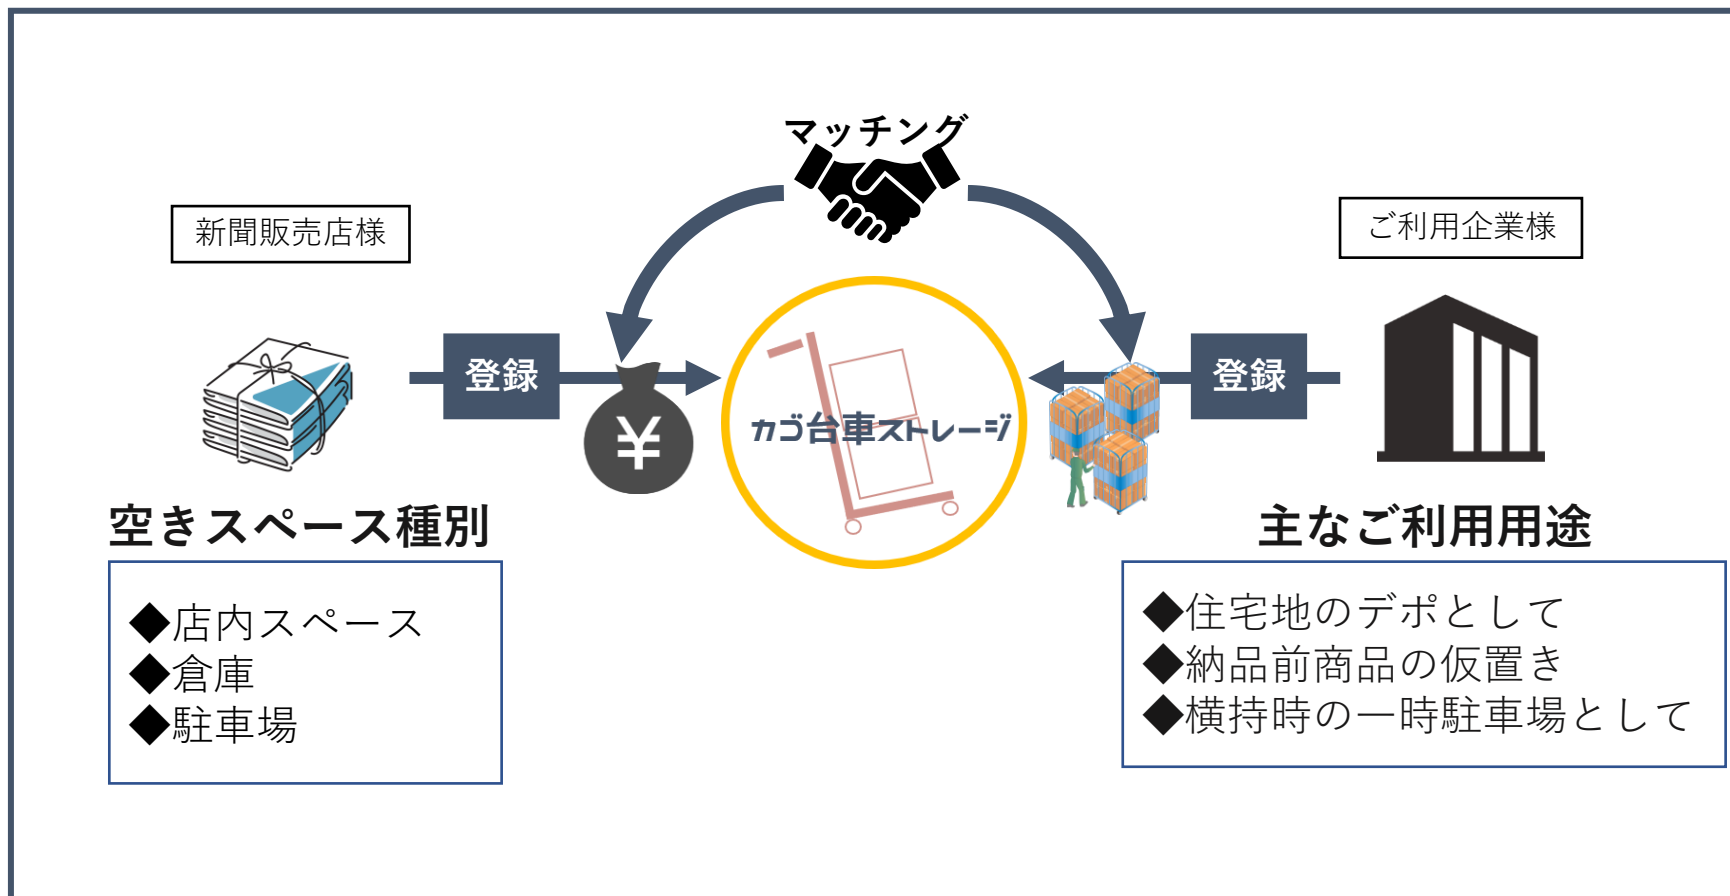 マッチング
新聞販売店様
ご利用企業様
登録
登録
¥
カゴ台車ストレージ
空きスペース種別
◆店内スペース
◆倉庫
◆駐車場
主なご利用用途
◆住宅地のデポとして
◆納品前商品の仮置き
◆横持時の一時駐車場として